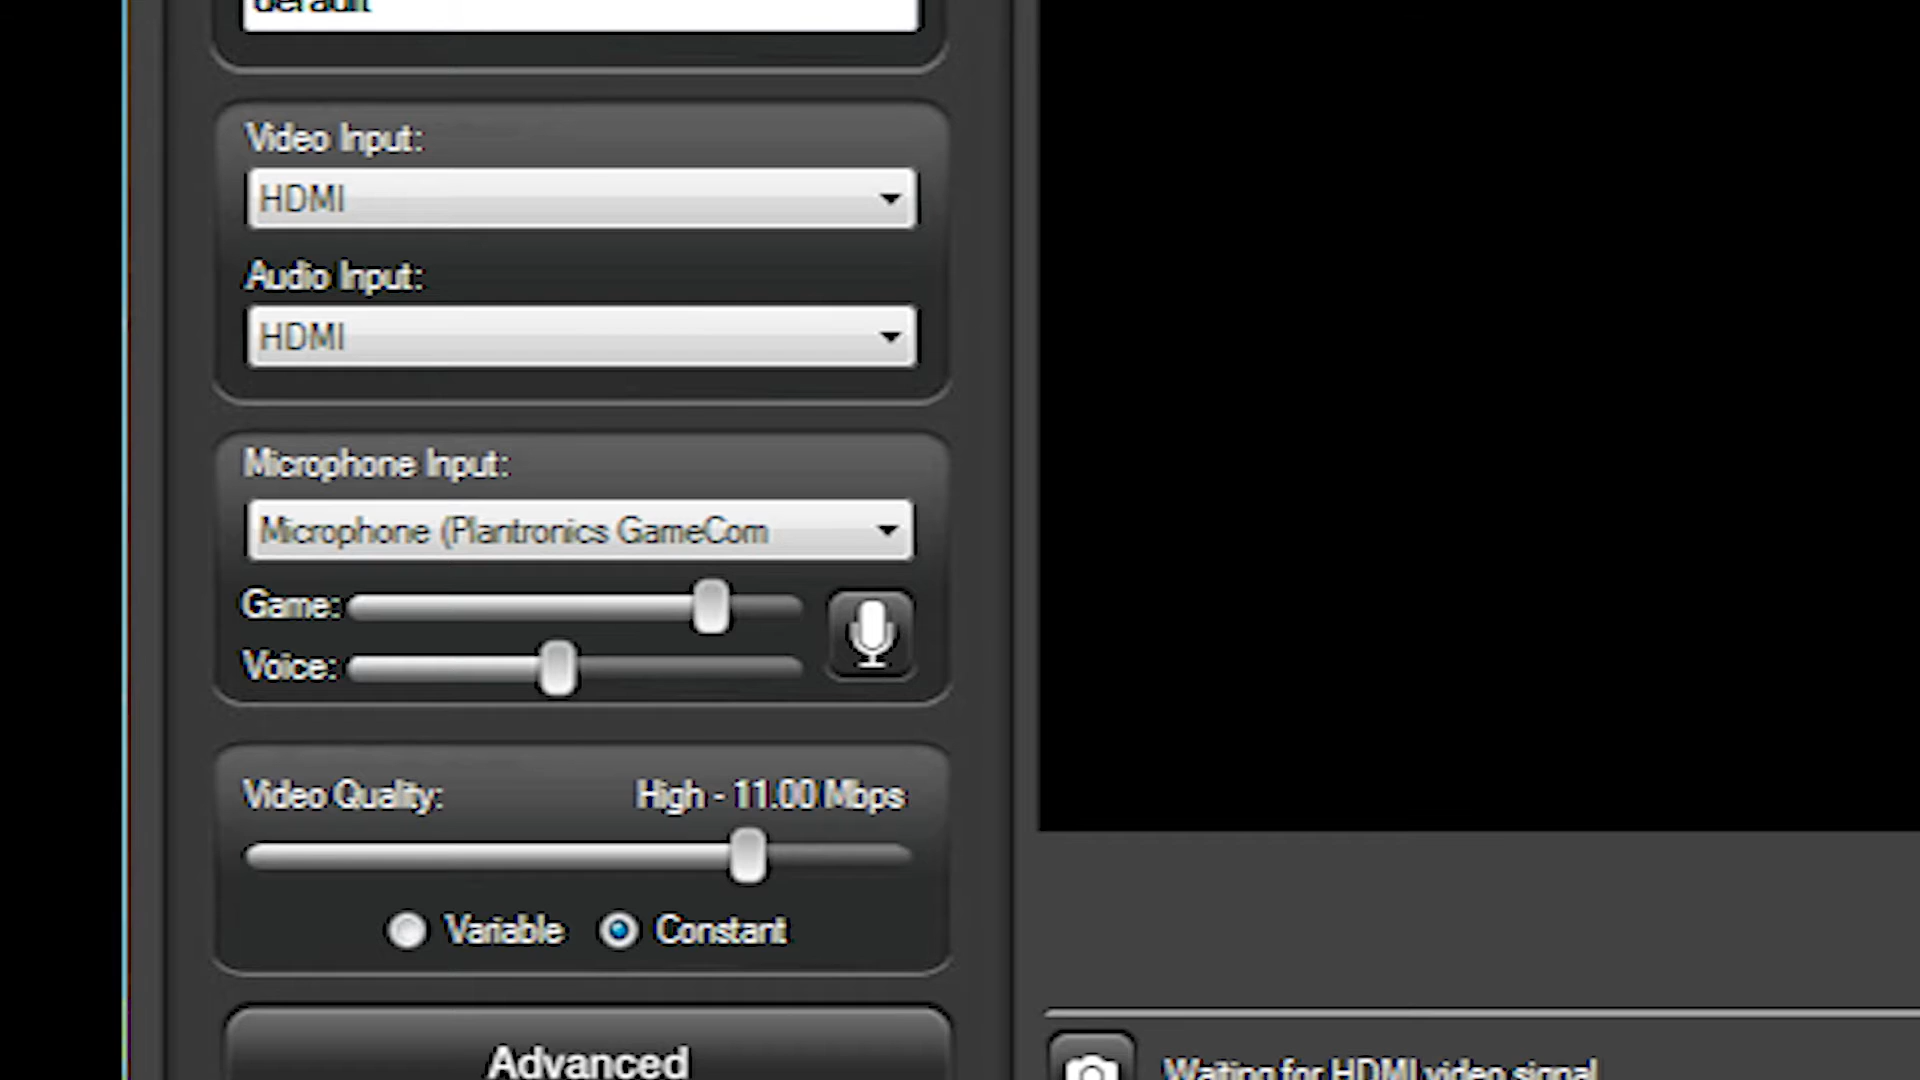 default
Video Input:
HDMI
Audio Input:
HDMI
Microphone Input:
Microphone (Plantronics GameCom
Game:
Voice:
Video Quality: High - 11.00 Mbps
Variable Constant
Advanced
Waiting for HDMI video signal